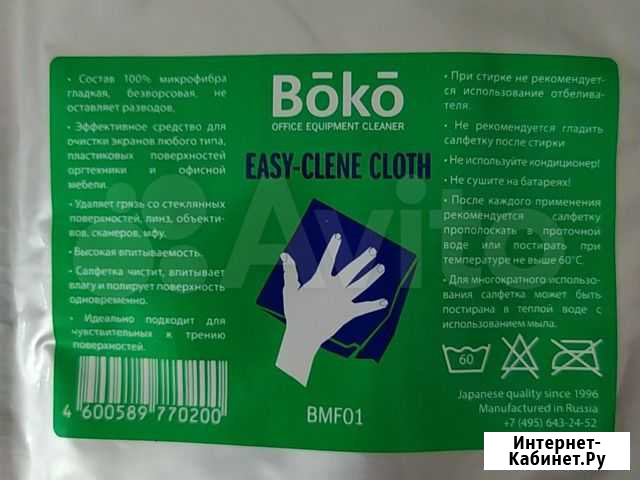 • Состав 100% микрофибра
гладкая, безворсовая, не
оставляет разводов.
• Эффективное средство для
очистки экранов любого типа,
пластиковых поверхностей
оргтехники и офисной
мебели.
• Удаляет грязь со стеклянных
поверхностей, линз, объекти-
вов, сканеров, мфу.
• Высокая впитываемость.
• Салфетка чистит, впитывает
влагу и полирует поверхность
одновременно.
• Идеально подходит для
чувствительных к трению
поверхностей.
4 600589 770200
Bōkō
OFFICE EQUIPMENT CLEANER
EASY-CLENE CLOTH
BMF01
• При стирке не рекомендует-
ся использование отбелива-
теля.
• Не рекомендуется гладить
салфетку после стирки
• Не используйте кондиционер!
• Не сушите на батареях!
• После каждого применения
рекомендуется салфетку
прополоскать в проточной
воде или постирать при
температуре не выше 60°С.
• Для многократного использо-
вания салфетка может быть
постирана в теплой воде с
использованием мыла.
60
Japanese quality since 1996
Manufactured in Russia
+7 (495) 643-24-52
Avito
Интернет-
Кабинет.Ру